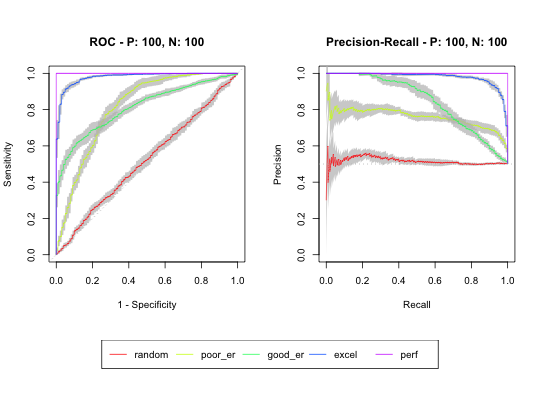 ROC - P: 100, N: 100
Precision-Recall - P: 100, N: 100
Sensitivity
0.0 0.2 0.4 0.6 0.8 1.0
0.0 0.2 0.4 0.6 0.8 1.0
1 - Specificity
Precision
0.0 0.2 0.4 0.6 0.8 1.0
0.0 0.2 0.4 0.6 0.8 1.0
Recall
random poor_er good_er excel perf